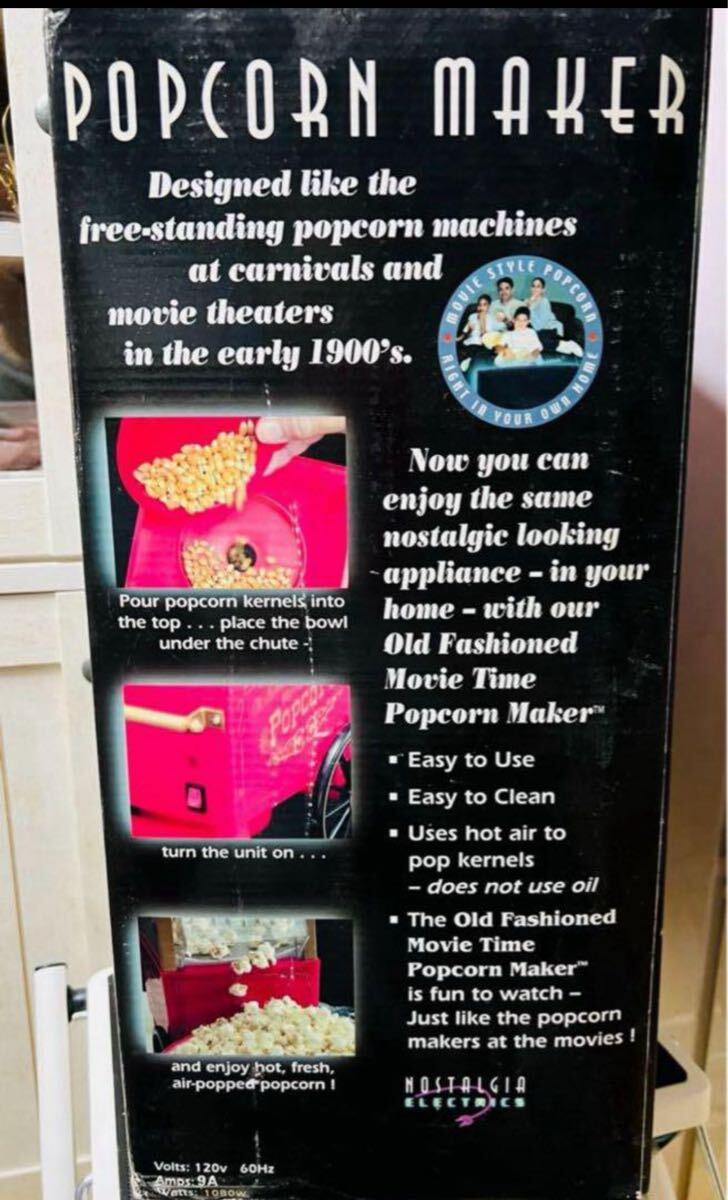 POPCORN MAKER
Designed like the
free-standing popcorn machines
at carnivals and
movie theaters
in the early 1900's.
MOVIE STYLE POPCORN
RIGHT IN YOUR OWN HOME
Pour popcorn kernels into
the top . . . place the bowl
under the chute -
turn the unit on . . .
and enjoy hot, fresh,
air-popped popcorn !
Now you can
enjoy the same
nostalgic looking
appliance – in your
home – with our
Old Fashioned
Movie Time
Popcorn Maker™
▪ Easy to Use
▪ Easy to Clean
▪ Uses hot air to
pop kernels
– does not use oil
▪ The Old Fashioned
Movie Time
Popcorn Maker™
is fun to watch –
Just like the popcorn
makers at the movies !
NOSTALGIA
ELECTRICS
Volts: 120v 60Hz
Amps: 9A
Watts: 1080w